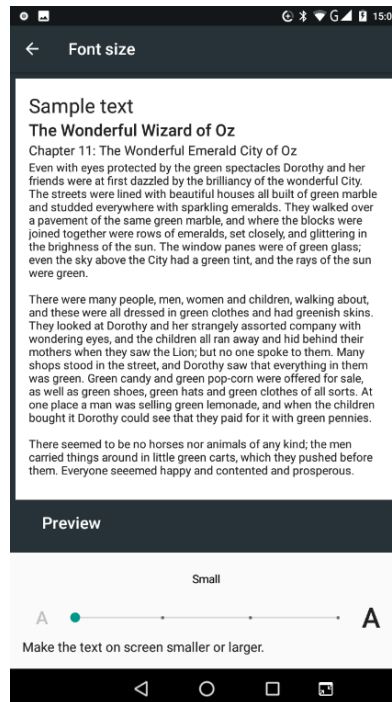 15:0
Font size
Sample text
The Wonderful Wizard of Oz
Chapter 11: The Wonderful Emerald City of Oz
Even with eyes protected by the green spectacles Dorothy and her
friends were at first dazzled by the brilliancy of the wonderful City.
The streets were lined with beautiful houses all built of green marble
and studded everywhere with sparkling emeralds. They walked over
a pavement of the same green marble, and where the blocks were
joined together were rows of emeralds, set closely, and glittering in
the brighness of the sun. The window panes were of green glass;
even the sky above the City had a green tint, and the rays of the sun
were green.
There were many people, men, women and children, walking about,
and these were all dressed in green clothes and had greenish skins.
They looked at Dorothy and her strangely assorted company with
wondering eyes, and the children all ran away and hid behind their
mothers when they saw the Lion; but no one spoke to them. Many
shops stood in the street, and Dorothy saw that everything in them
was green. Green candy and green pop-corn were offered for sale,
as well as green shoes, green hats and green clothes of all sorts. At
one place a man was selling green lemonade, and when the children
bought it Dorothy could see that they paid for it with green pennies.
There seemed to be no horses nor animals of any kind; the men
carried things around in little green carts, which they pushed before
them. Everyone seeemed happy and contented and prosperous.
Preview
Small
A A
Make the text on screen smaller or larger.